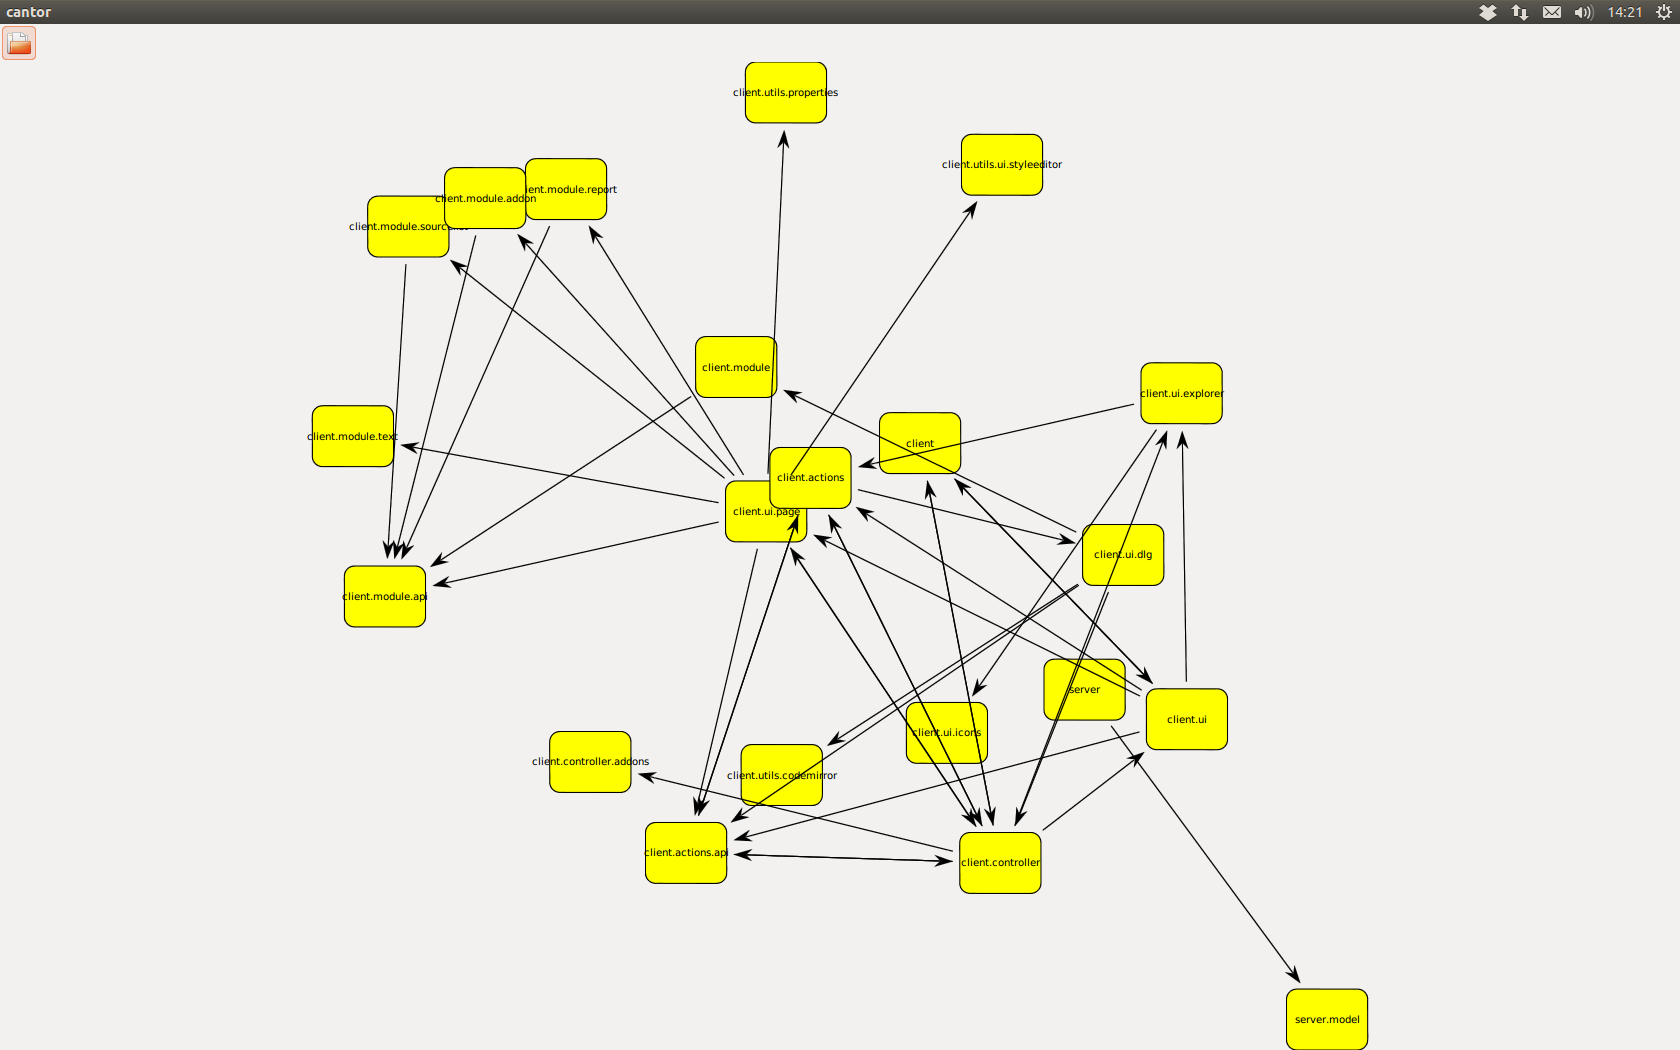 cantor
14:21
client.utils.properties
client.utils.ui.styleeditor
client.module.addon
ient.module.report
client.module.sourc
client.module
client.ui.explorer
client.module.text
client
client.actions
client.ui.page
client.ui.dlg
client.module.api
server
client.ui
client.ui.icons
client.controller.addons
client.utils.codemirror
client.actions.api
client.controller
server.model